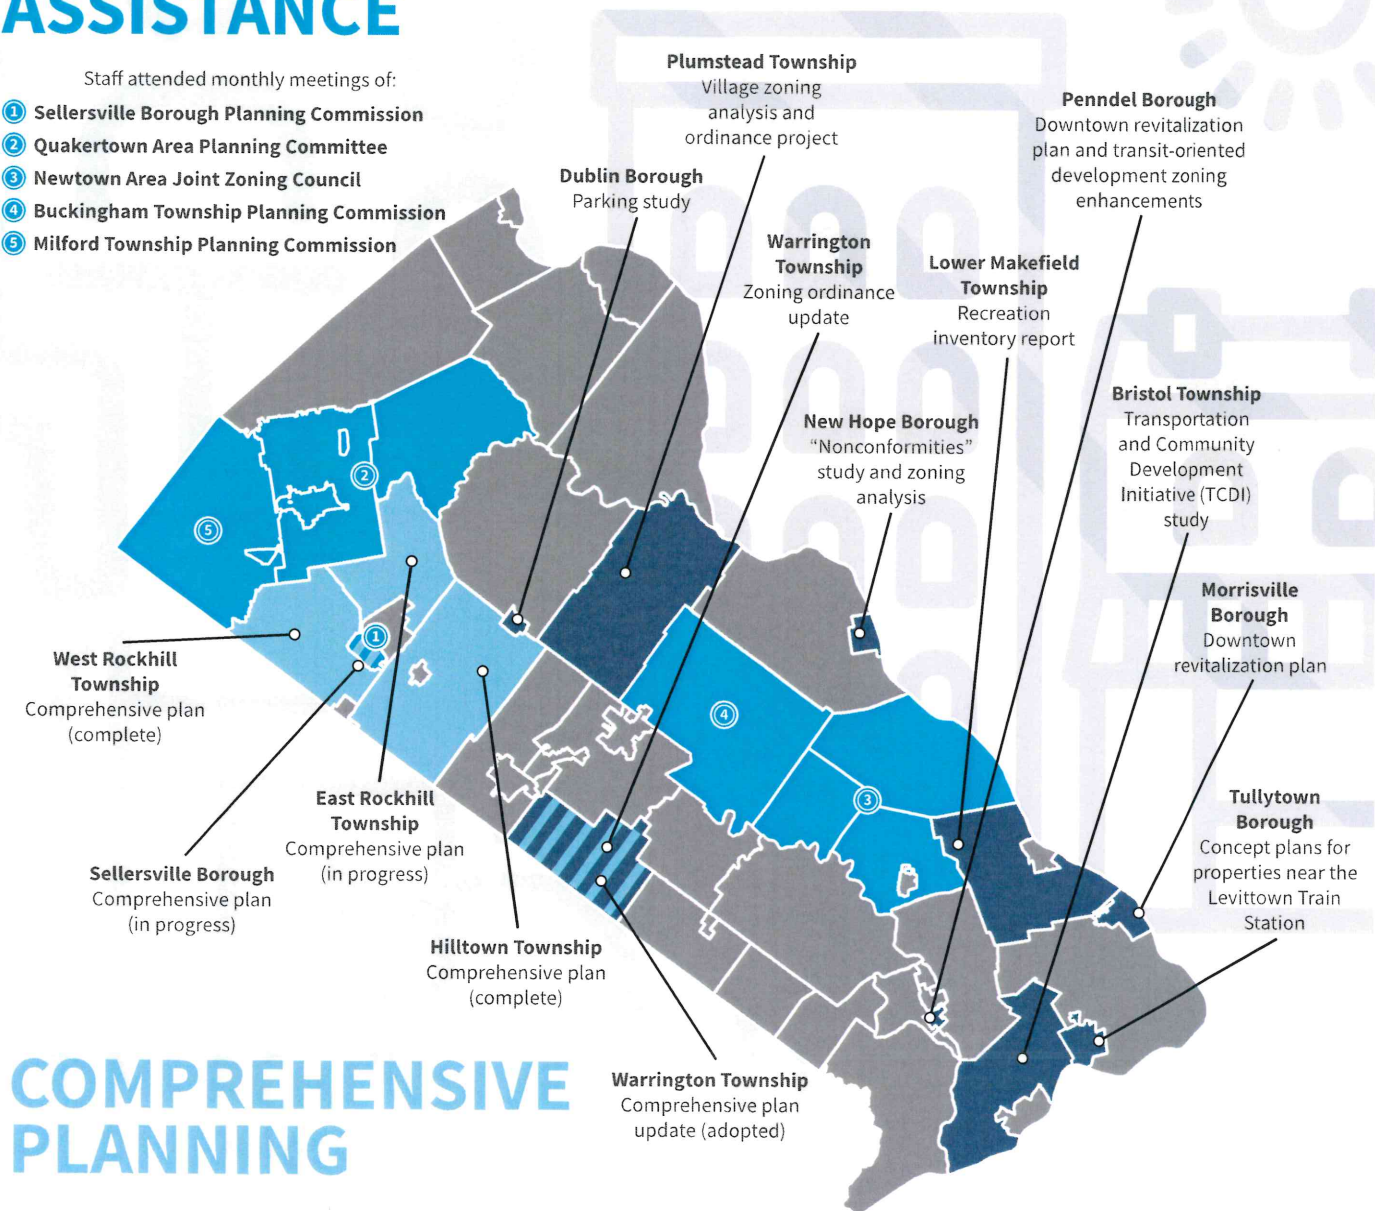 ASSISTANCE
Staff attended monthly meetings of:
1 Sellersville Borough Planning Commission
2 Quakertown Area Planning Committee
3 Newtown Area Joint Zoning Council
4 Buckingham Township Planning Commission
5 Milford Township Planning Commission
Plumstead Township
Village zoning
analysis and
ordinance project
Penndel Borough
Downtown revitalization
plan and transit-oriented
development zoning
enhancements
Dublin Borough
Parking study
Warrington
Township
Zoning ordinance
update
Lower Makefield
Township
Recreation
inventory report
New Hope Borough
“Nonconformities”
study and zoning
analysis
Bristol Township
Transportation
and Community
Development
Initiative (TCDI)
study
Morrisville
Borough
Downtown
revitalization plan
Tullytown
Borough
Concept plans for
properties near the
Levittown Train
Station
2
5
1
4
3
West Rockhill
Township
Comprehensive plan
(complete)
East Rockhill
Township
Comprehensive plan
(in progress)
Sellersville Borough
Comprehensive plan
(in progress)
Hilltown Township
Comprehensive plan
(complete)
Warrington Township
Comprehensive plan
update (adopted)
COMPREHENSIVE
PLANNING